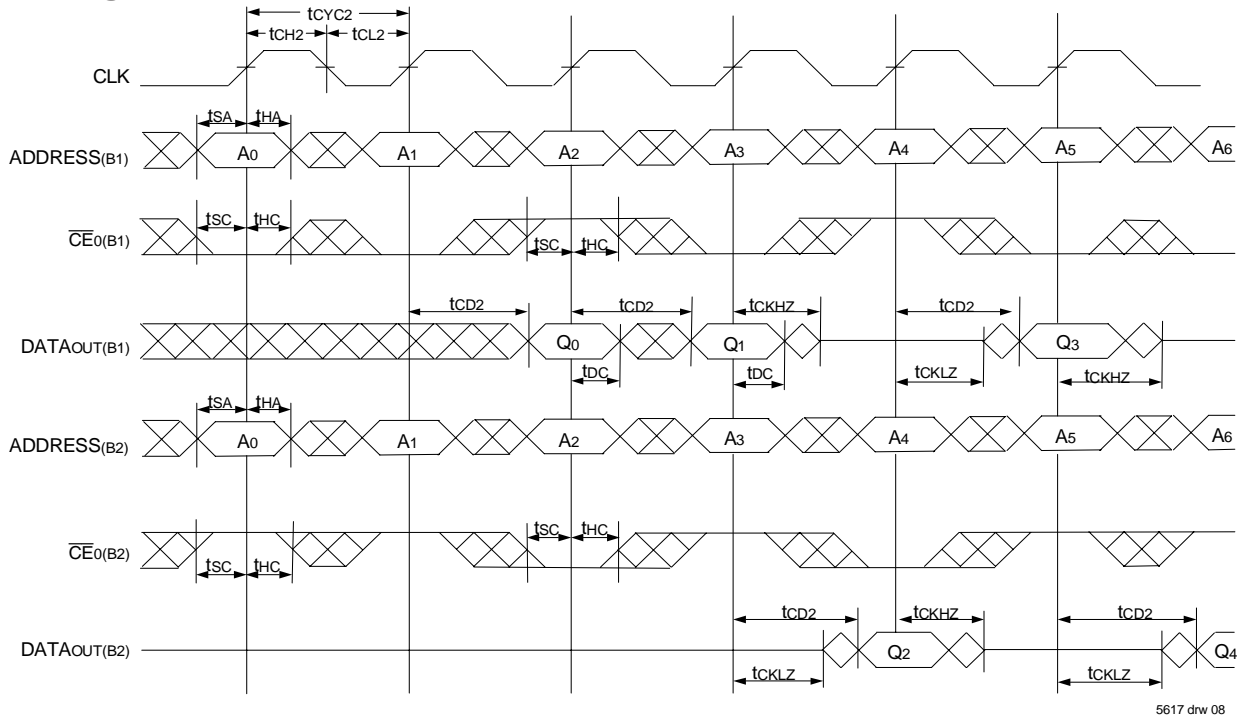 tCYC2
tCH2 tCL2
CLK
tSA tHA
ADDRESS(B1) A0 A1 A2 A3 A4 A5 A6
tSC tHC
CE0(B1)
tSC tHC
tCD2 tCD2 tCKHZ tCD2
DATAOUT(B1) Q0 Q1 Q3
tDC tDC tCKLZ tCKHZ
tSA tHA
ADDRESS(B2) A0 A1 A2 A3 A4 A5 A6
tSC tHC
CE0(B2)
tSC tHC
tCD2 tCKHZ tCD2
DATAOUT(B2) Q2 Q4
tCKLZ tCKLZ
5617 drw 08